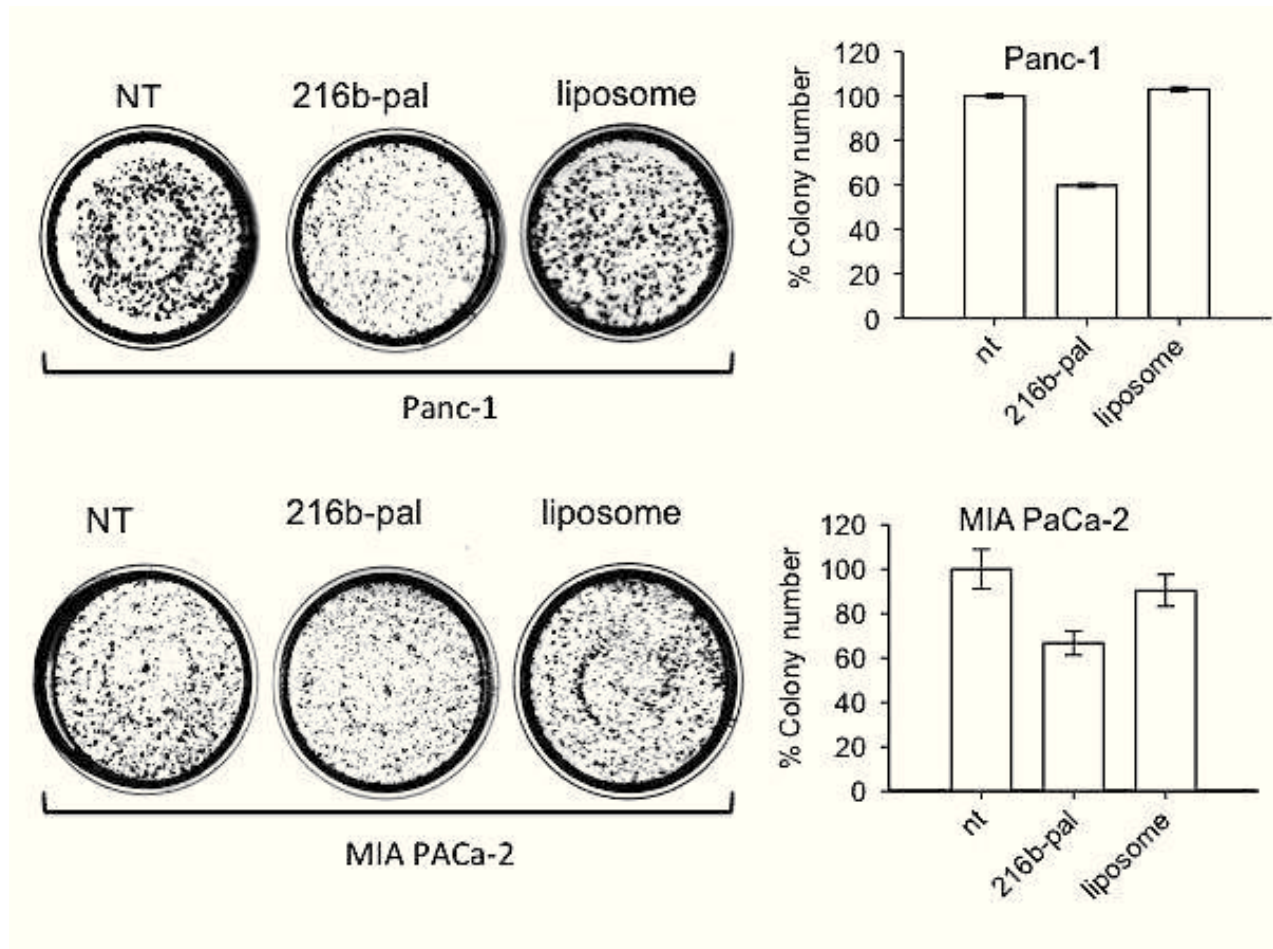 NT 216b-pal liposome
Panc-1
Panc-1
% Colony number
120
100
80
60
40
20
0
nt
216b-pal
liposome
NT 216b-pal liposome
MIA PACa-2
MIA PaCa-2
% Colony number
120
100
80
60
40
20
0
nt
216b-pal
liposome